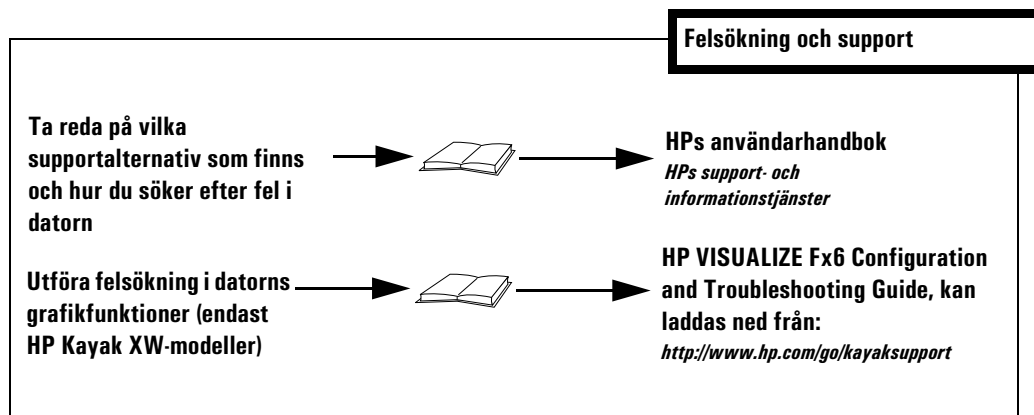 Felsökning och support
Ta reda på vilka
supportalternativ som finns
och hur du söker efter fel i
datorn
HPs användarhandbok
HPs support- och
informationstjänster
Utföra felsökning i datorns
grafikfunktioner (endast
HP Kayak XW-modeller)
HP VISUALIZE Fx6 Configuration
and Troubleshooting Guide, kan
laddas ned från:
http://www.hp.com/go/kayaksupport